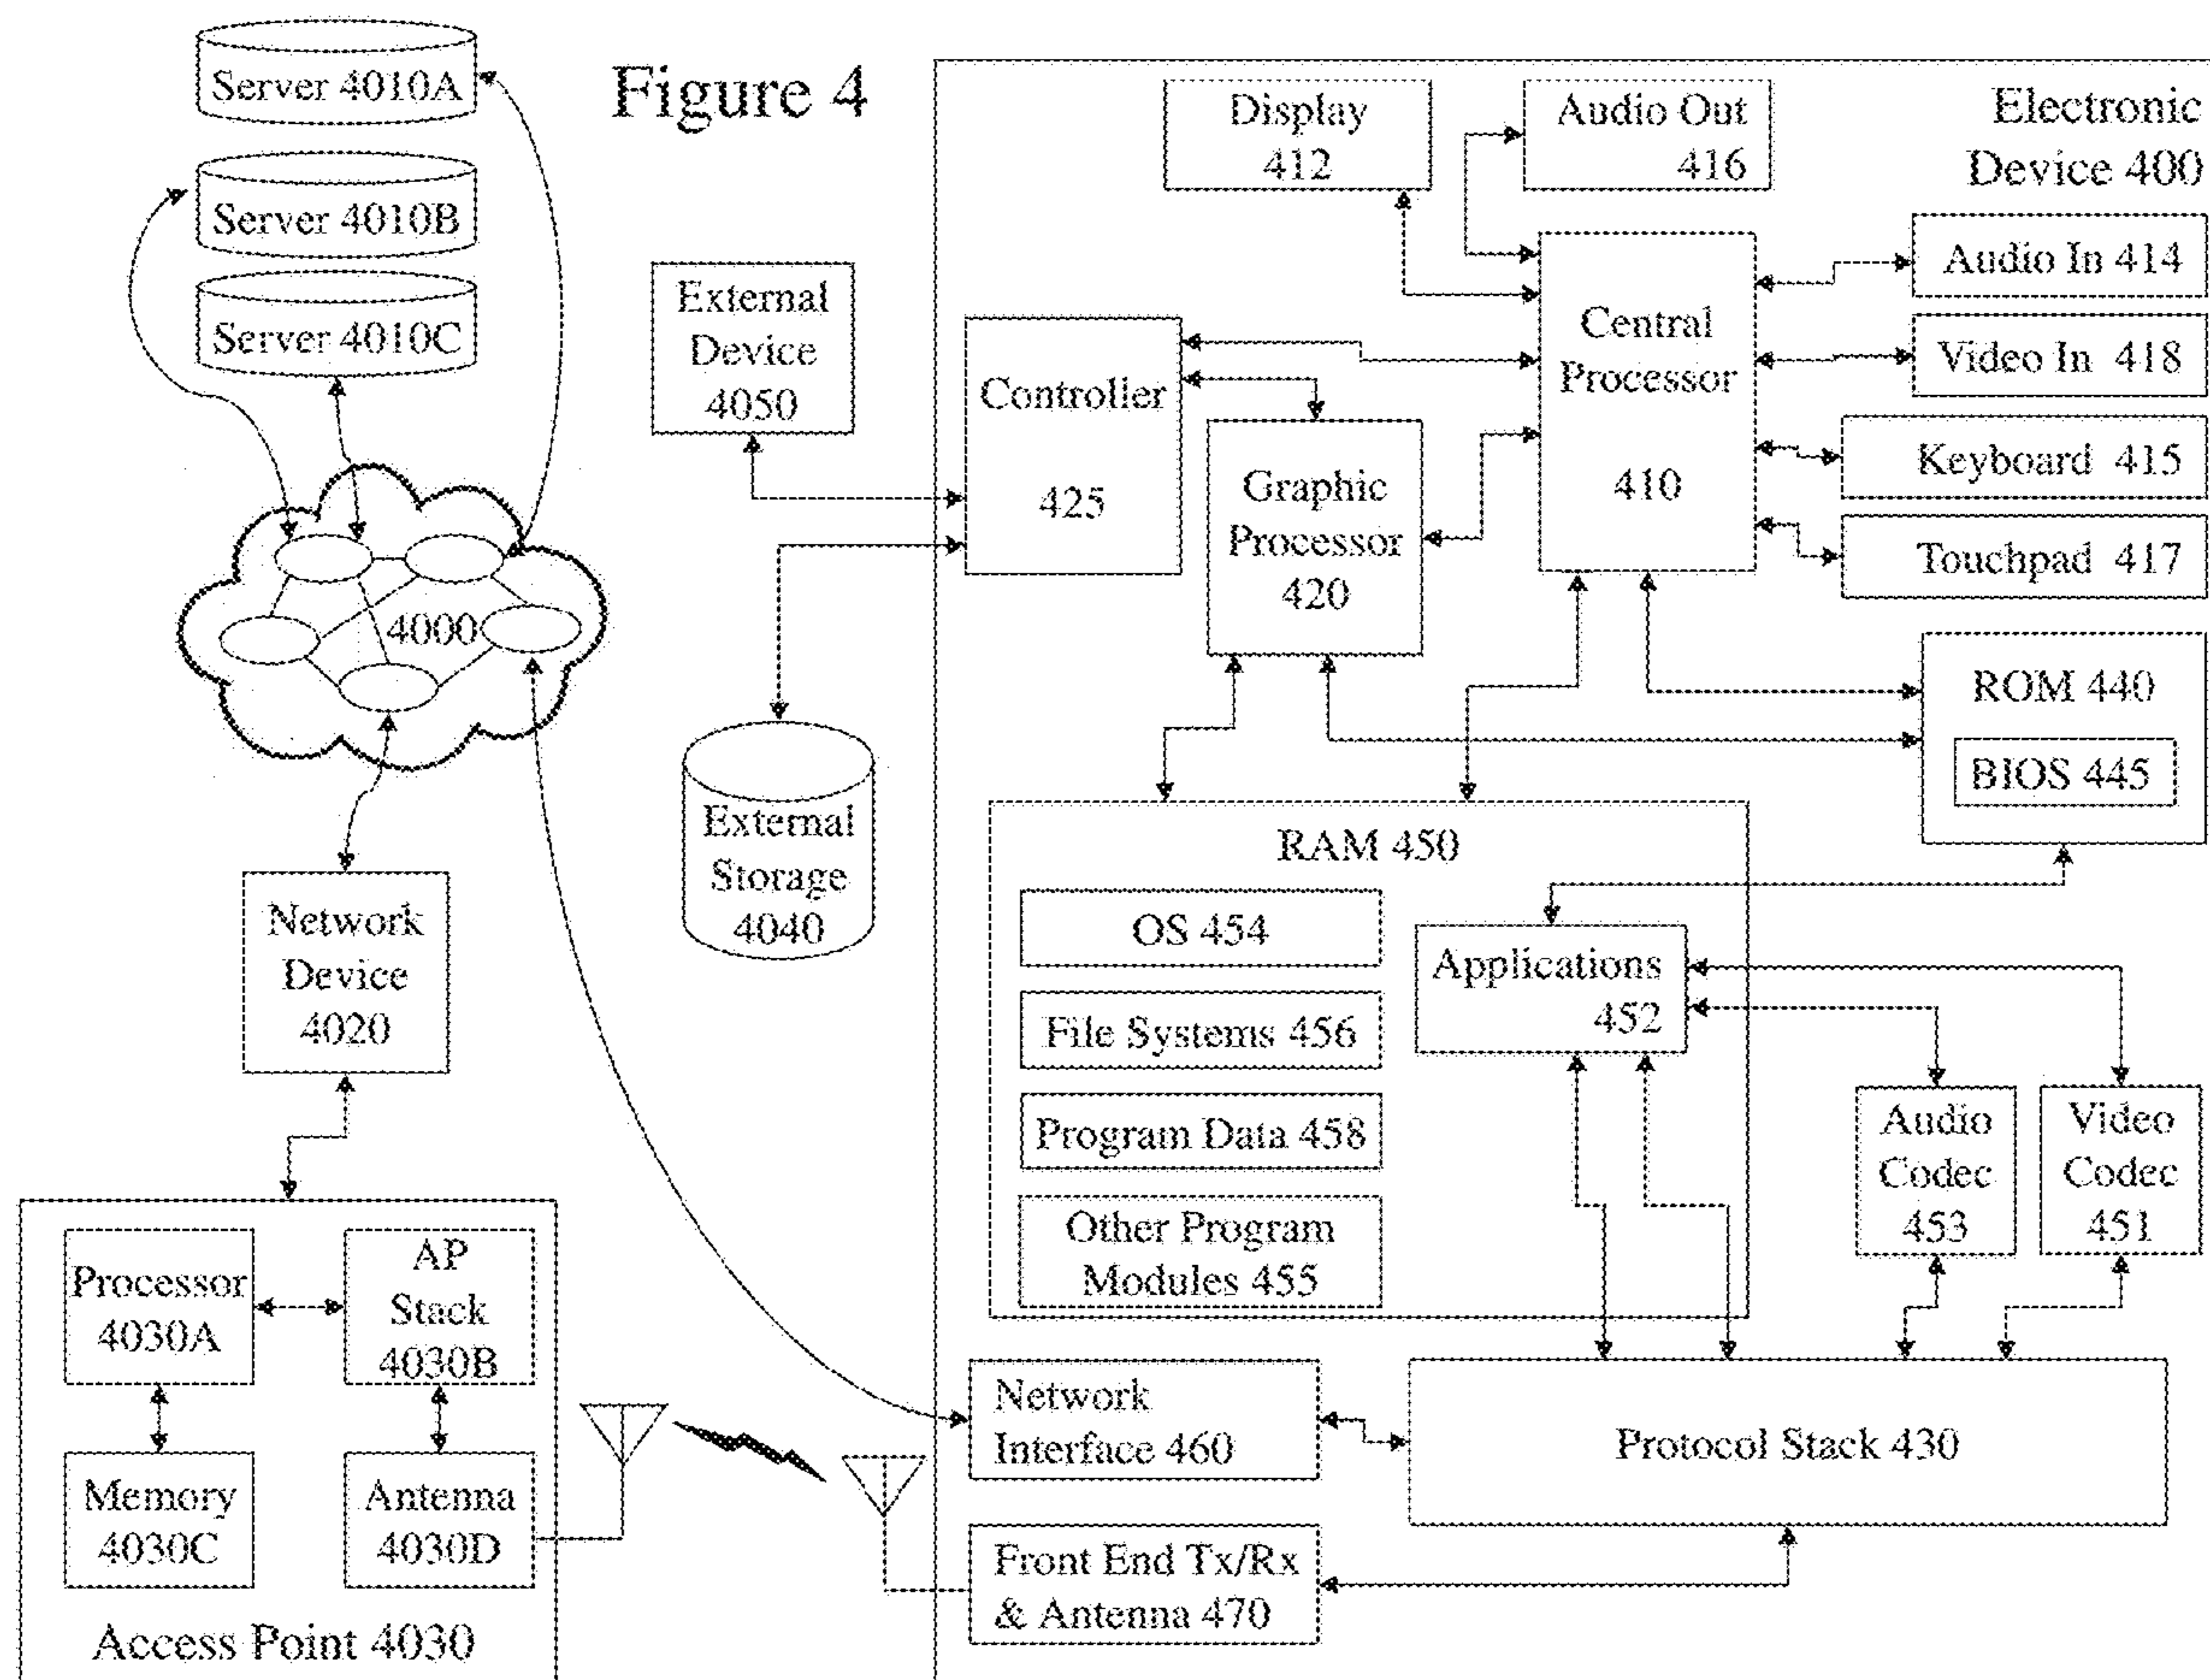 Figure 4
Server 4010A
Server 4010B
Server 4010C
4000
Network
Device
4020
Access Point 4030
Processor
4030A
AP
Stack
4030B
Memory
4030C
Antenna
4030D
External
Device
4050
External
Storage
4040
Electronic
Device 400
Display
412
Audio Out
416
Controller
425
Graphic
Processor
420
Central
Processor
410
Audio In 414
Video In 418
Keyboard 415
Touchpad 417
ROM 440
BIOS 445
RAM 450
OS 454
File Systems 456
Program Data 458
Other Program
Modules 455
Applications
452
Audio
Codec
453
Video
Codec
451
Network
Interface 460
Protocol Stack 430
Front End Tx/Rx
& Antenna 470